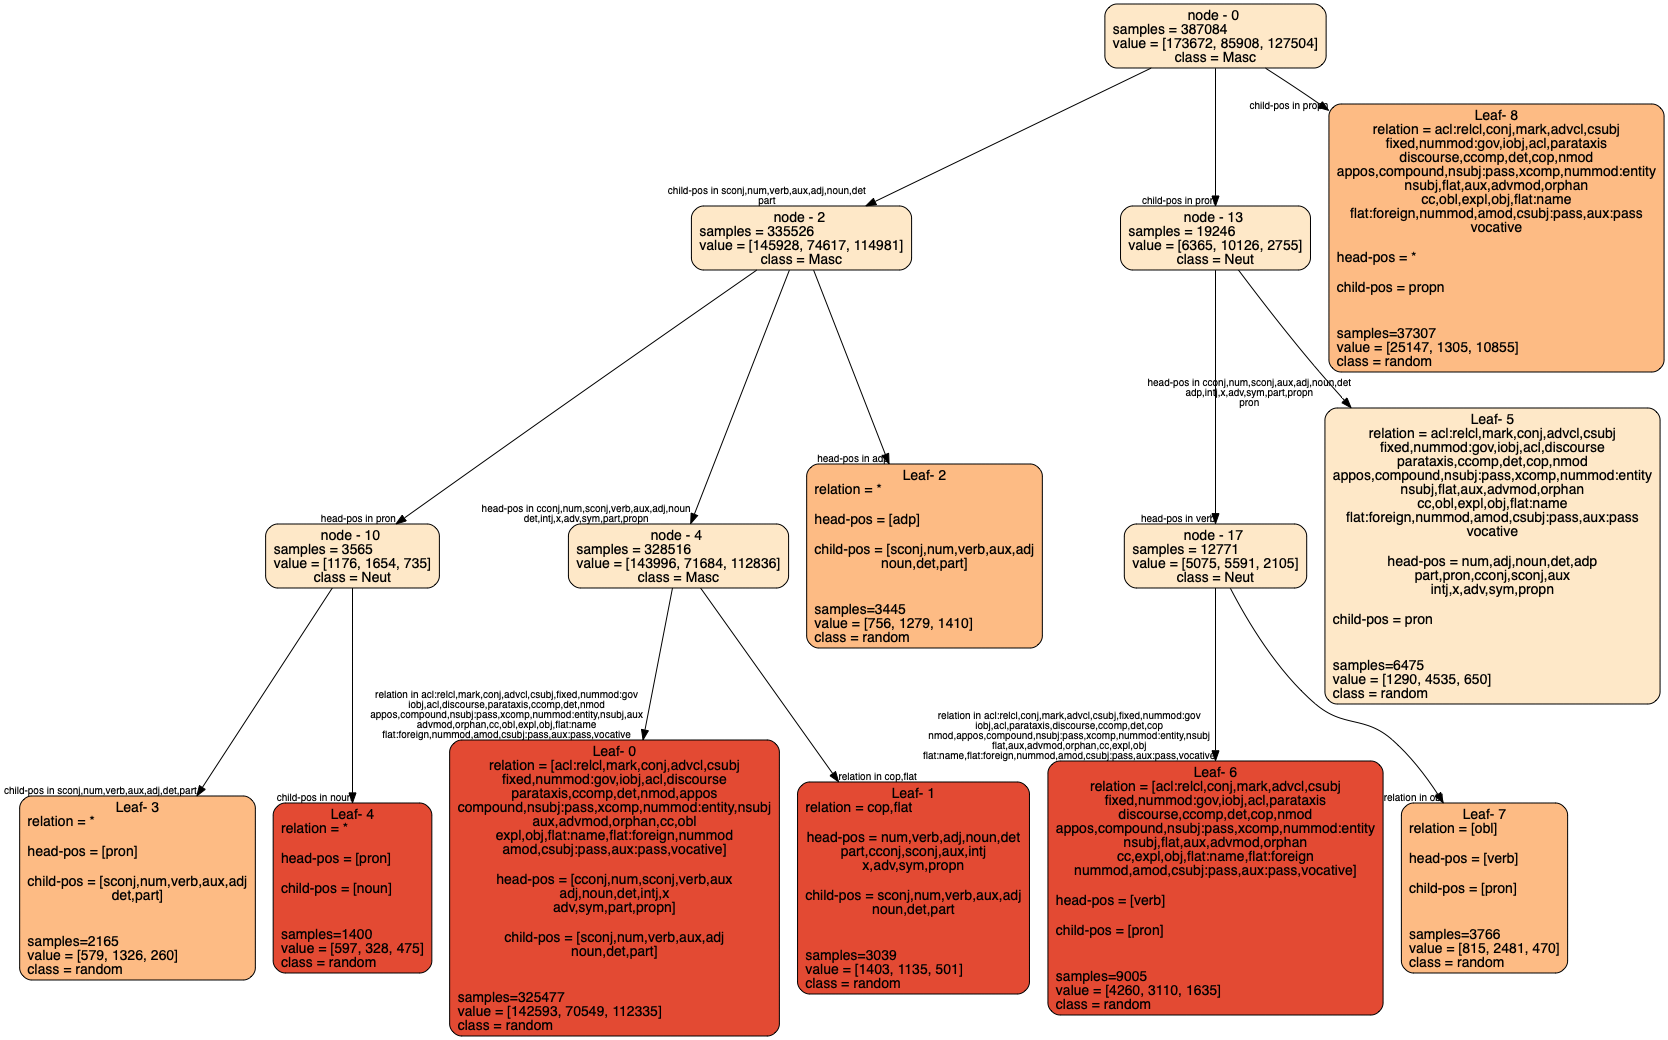 node - 0
samples = 387084
value = [173672, 85908, 127504]
class = Masc
child-pos in propn
Leaf- 8
relation = acl:relcl,conj,mark,advcl,csubj
fixed,nummod:gov,iobj,acl,parataxis
discourse,ccomp,det,cop,nmod
appos,compound,nsubj:pass,xcomp,nummod:entity
nsubj,flat,aux,advmod,orphan
cc,obl,expl,obj,flat:name
flat:foreign,nummod,amod,csubj:pass,aux:pass
vocative
head-pos = *
child-pos = propn
samples=37307
value = [25147, 1305, 10855]
class = random
child-pos in sconj,num,verb,aux,adj,noun,det
part
node - 2
samples = 335526
value = [145928, 74617, 114981]
class = Masc
child-pos in pron
node - 13
samples = 19246
value = [6365, 10126, 2755]
class = Neut
head-pos in cconj,num,sconj,aux,adj,noun,det
adp,intj,x,adv,sym,part,propn
pron
Leaf- 5
relation = acl:relcl,mark,conj,advcl,csubj
fixed,nummod:gov,iobj,acl,discourse
parataxis,ccomp,det,cop,nmod
appos,compound,nsubj:pass,xcomp,nummod:entity
nsubj,flat,aux,advmod,orphan
cc,obl,expl,obj,flat:name
flat:foreign,nummod,amod,csubj:pass,aux:pass
vocative
head-pos = num,adj,noun,det,adp
part,pron,cconj,sconj,aux
intj,x,adv,sym,propn
child-pos = pron
samples=6475
value = [1290, 4535, 650]
class = random
head-pos in adp
Leaf- 2
relation = *
head-pos = [adp]
child-pos = [sconj,num,verb,aux,adj
noun,det,part]
samples=3445
value = [756, 1279, 1410]
class = random
head-pos in pron
node - 10
samples = 3565
value = [1176, 1654, 735]
class = Neut
head-pos in cconj,num,sconj,verb,aux,adj,noun
det,intj,x,adv,sym,part,propn
node - 4
samples = 328516
value = [143996, 71684, 112836]
class = Masc
head-pos in verb
node - 17
samples = 12771
value = [5075, 5591, 2105]
class = Neut
child-pos in sconj,num,verb,aux,adj,det,part
Leaf- 3
relation = *
head-pos = [pron]
child-pos = [sconj,num,verb,aux,adj
det,part]
samples=2165
value = [579, 1326, 260]
class = random
child-pos in noun
Leaf- 4
relation = *
head-pos = [pron]
child-pos = [noun]
samples=1400
value = [597, 328, 475]
class = random
relation in acl:relcl,mark,conj,advcl,csubj,fixed,nummod:gov
iobj,acl,discourse,parataxis,ccomp,det,nmod
appos,compound,nsubj:pass,xcomp,nummod:entity,nsubj,aux
advmod,orphan,cc,obl,expl,obj,flat:name
flat:foreign,nummod,amod,csubj:pass,aux:pass,vocative
Leaf- 0
relation = [acl:relcl,mark,conj,advcl,csubj
fixed,nummod:gov,iobj,acl,discourse
parataxis,ccomp,det,nmod,appos
compound,nsubj:pass,xcomp,nummod:entity,nsubj
aux,advmod,orphan,cc,obl
expl,obj,flat:name,flat:foreign,nummod
amod,csubj:pass,aux:pass,vocative]
head-pos = [cconj,num,sconj,verb,aux
adj,noun,det,intj,x
adv,sym,part,propn]
child-pos = [sconj,num,verb,aux,adj
noun,det,part]
samples=325477
value = [142593, 70549, 112335]
class = random
relation in cop,flat
Leaf- 1
relation = cop,flat
head-pos = num,verb,adj,noun,det
part,cconj,sconj,aux,intj
x,adv,sym,propn
child-pos = sconj,num,verb,aux,adj
noun,det,part
samples=3039
value = [1403, 1135, 501]
class = random
relation in acl:relcl,conj,mark,advcl,csubj,fixed,nummod:gov
iobj,acl,parataxis,discourse,ccomp,det,cop
nmod,appos,compound,nsubj:pass,xcomp,nummod:entity,nsubj
flat,aux,advmod,orphan,cc,expl,obj
flat:name,flat:foreign,nummod,amod,csubj:pass,aux:pass,vocative
Leaf- 6
relation = [acl:relcl,conj,mark,advcl,csubj
fixed,nummod:gov,iobj,acl,parataxis
discourse,ccomp,det,cop,nmod
appos,compound,nsubj:pass,xcomp,nummod:entity
nsubj,flat,aux,advmod,orphan
cc,expl,obj,flat:name,flat:foreign
nummod,amod,csubj:pass,aux:pass,vocative]
head-pos = [verb]
child-pos = [pron]
samples=9005
value = [4260, 3110, 1635]
class = random
relation in obl
Leaf- 7
relation = [obl]
head-pos = [verb]
child-pos = [pron]
samples=3766
value = [815, 2481, 470]
class = random